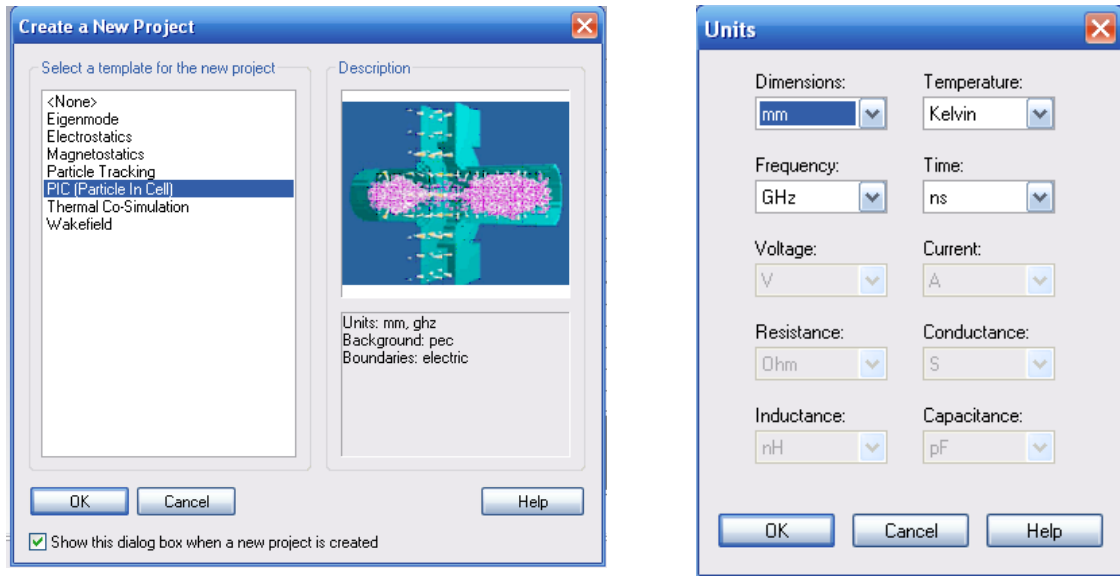 Create a New Project
Select a template for the new project
<None>
Eigenmode
Electrostatics
Magnetostatics
Particle Tracking
PIC (Particle In Cell)
Thermal Co-Simulation
Wakefield
Description
Units: mm, ghz
Background: pec
Boundaries: electric
OK Cancel Help
Show this dialog box when a new project is created
Units
Dimensions: Temperature:
mm Kelvin
Frequency: Time:
GHz ns
Voltage: Current:
V A
Resistance: Conductance:
Ohm S
Inductance: Capacitance:
nH pF
OK Cancel Help